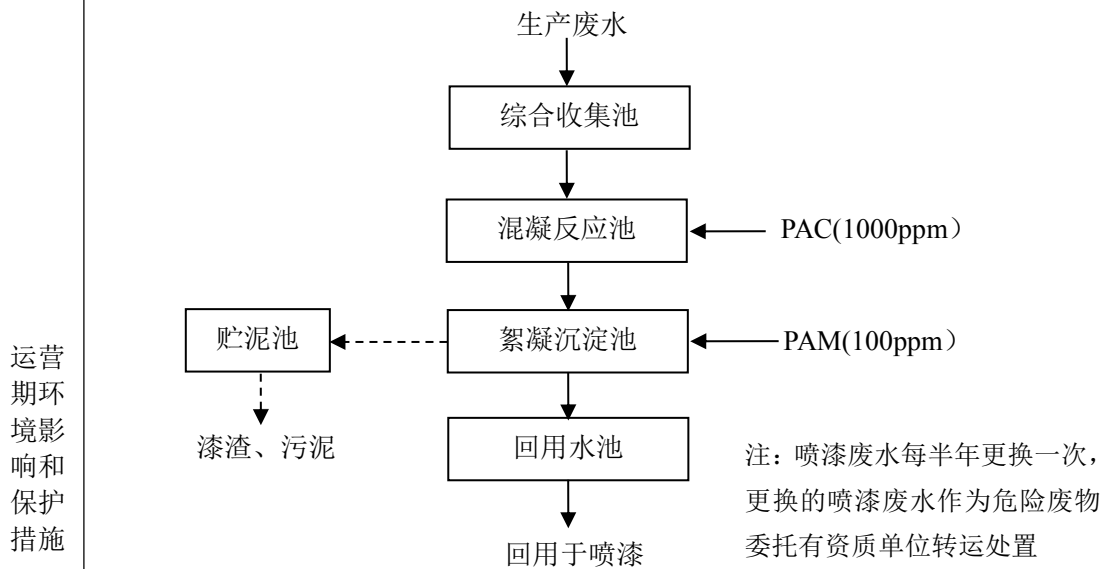 生产废水
综合收集池
混凝反应池
PAC(1000ppm）
贮泥池
絮凝沉淀池
PAM(100ppm）
漆渣、污泥
回用水池
回用于喷漆
注：喷漆废水每半年更换一次，
更换的喷漆废水作为危险废物
委托有资质单位转运处置
运营
期环
境影
响和
保护
措施